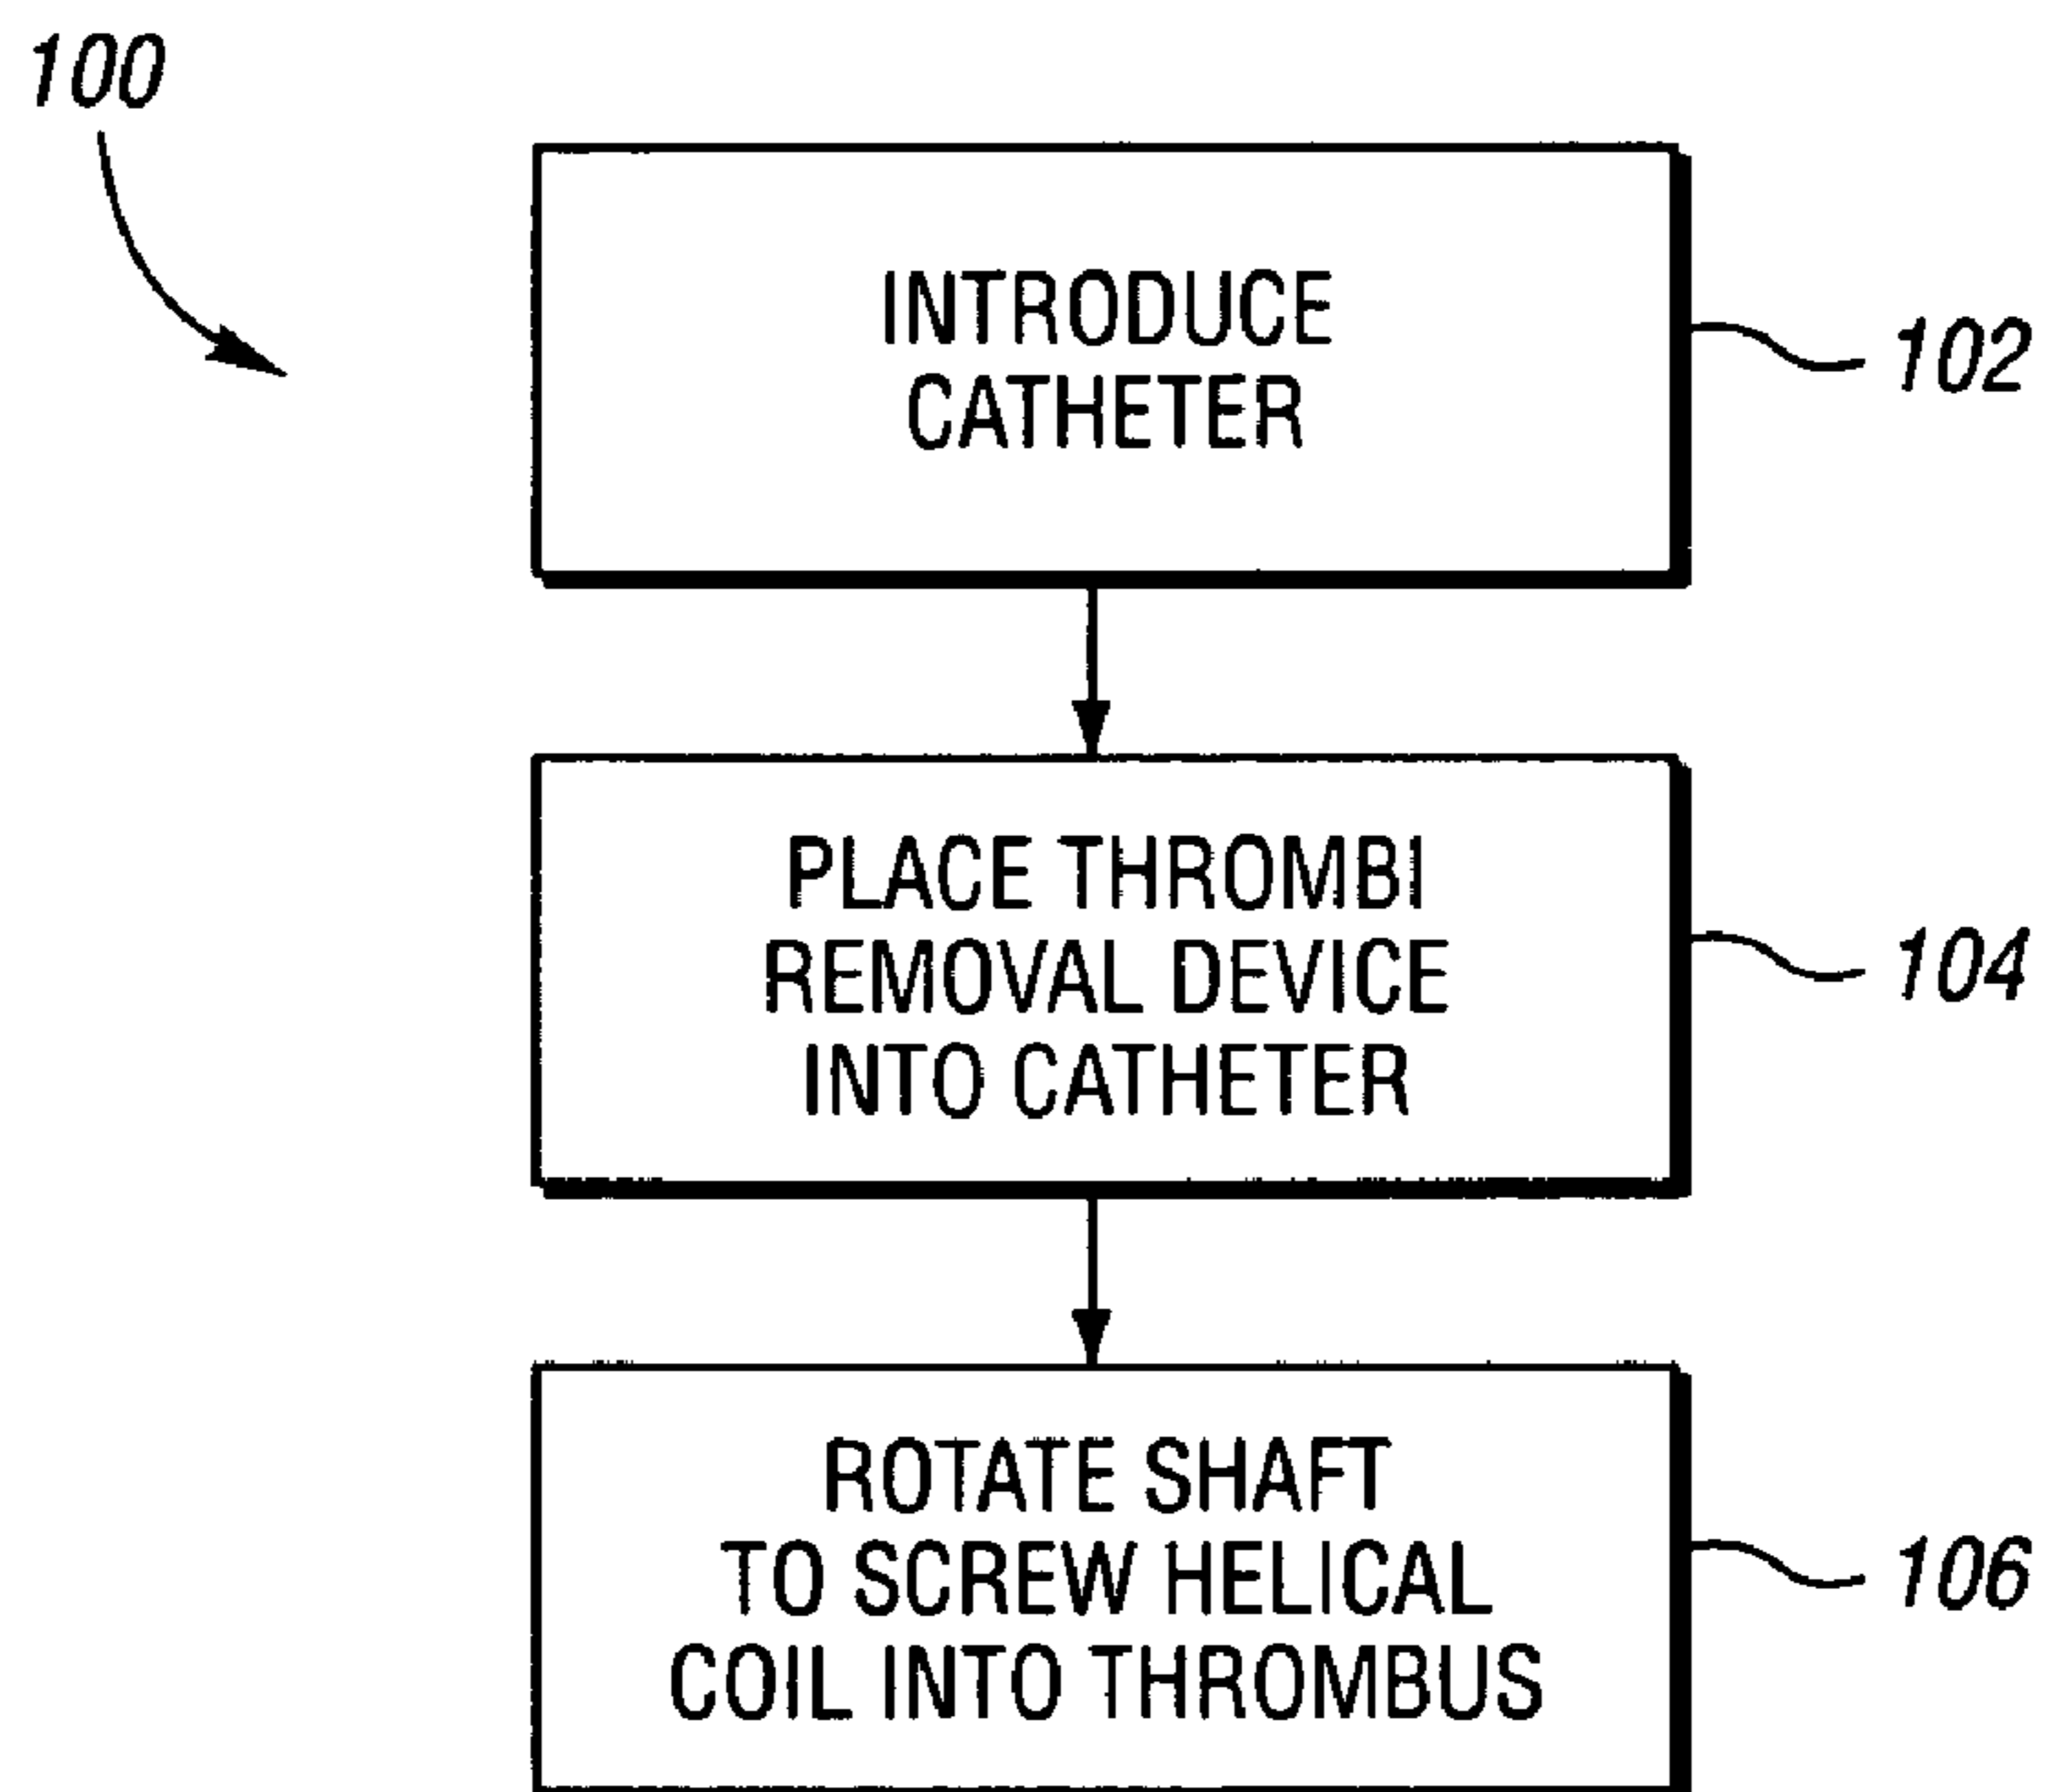 100
INTRODUCE
CATHETER
102
PLACE THROMBI
REMOVAL DEVICE
INTO CATHETER
104
ROTATE SHAFT
TO SCREW HELICAL
COIL INTO THROMBUS
106